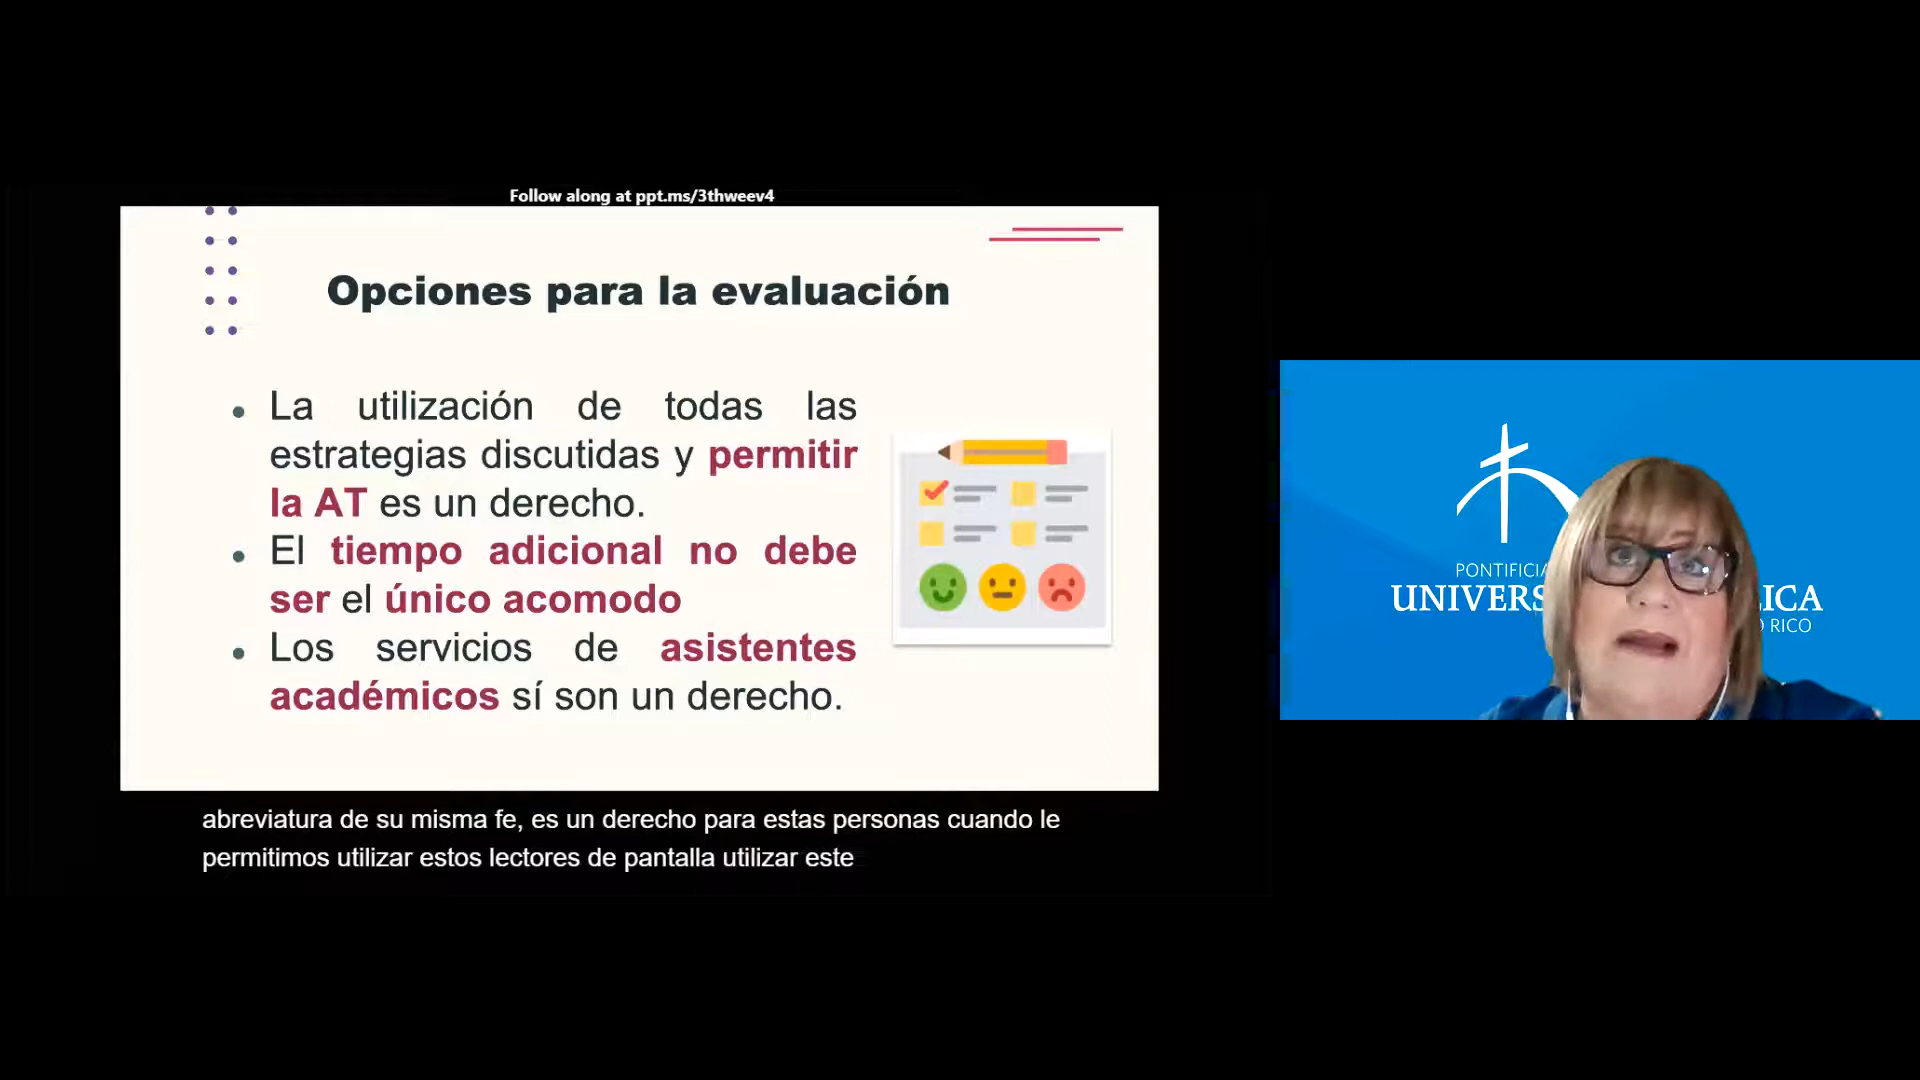 Follow along at ppt.ms/3thweev4
Opciones para la evaluación
La utilización de todas las
estrategias discutidas y permitir
la AT es un derecho.
El tiempo adicional no debe
ser el único acomodo
Los servicios de asistentes
académicos sí son un derecho.
abreviatura de su misma fe, es un derecho para estas personas cuando le
permitimos utilizar estos lectores de pantalla utilizar este
PONTIFICIA
UNIVERS ICA
RICO